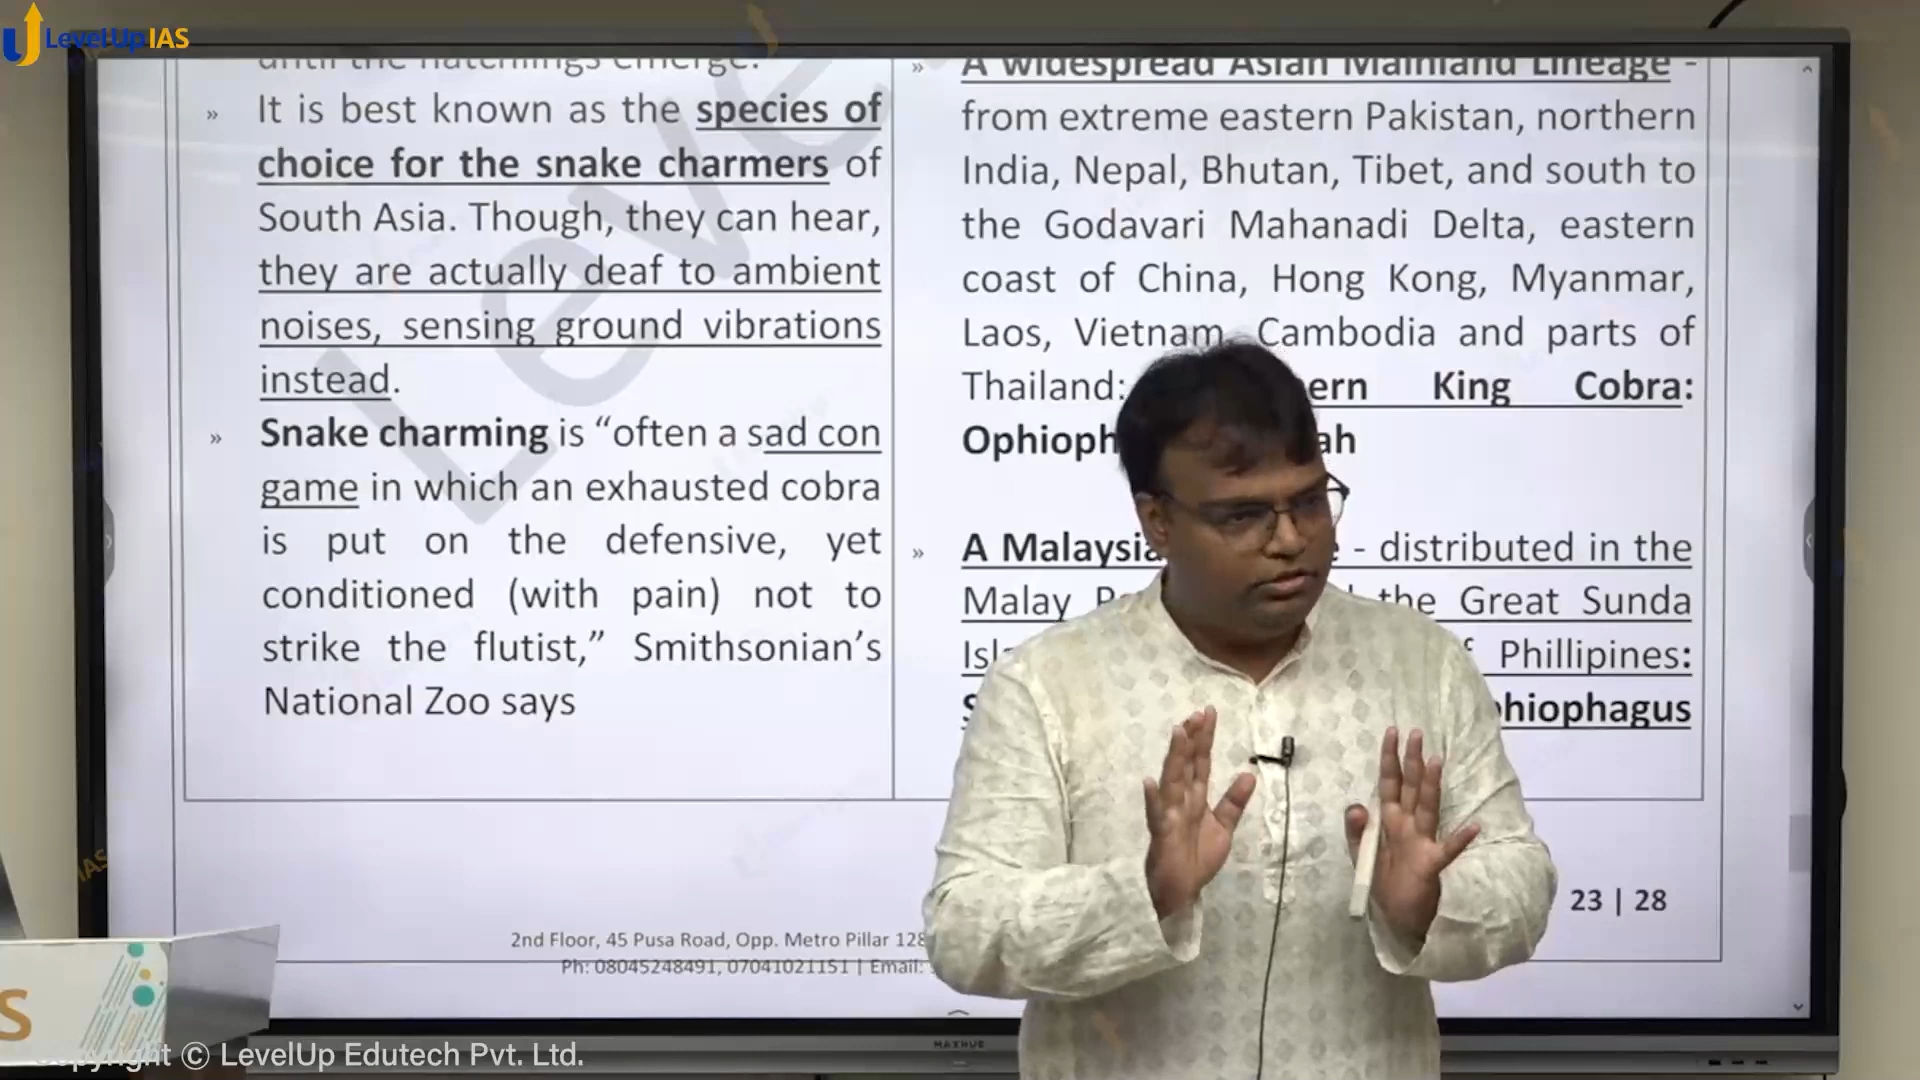 LevelUp IAS
until the hatchlings emerge.
» It is best known as the species of
choice for the snake charmers of
South Asia. Though, they can hear,
they are actually deaf to ambient
noises, sensing ground vibrations
instead.
» Snake charming is “often a sad con
game in which an exhausted cobra
is put on the defensive, yet
conditioned (with pain) not to
strike the flutist,” Smithsonian’s
National Zoo says
» A Widespread Asian Mainland Lineage -
from extreme eastern Pakistan, northern
India, Nepal, Bhutan, Tibet, and south to
the Godavari Mahanadi Delta, eastern
coast of China, Hong Kong, Myanmar,
Laos, Vietnam, Cambodia and parts of
Thailand: King Cobra:
» A - distributed in the
Malay the Great Sunda
Phillipines:
23 | 28
2nd Floor, 45 Pusa Road, Opp. Metro Pillar 128
Ph: 08045248491, 07041021151 | Email:
MAXHUB
Copyright © LevelUp Edutech Pvt. Ltd.